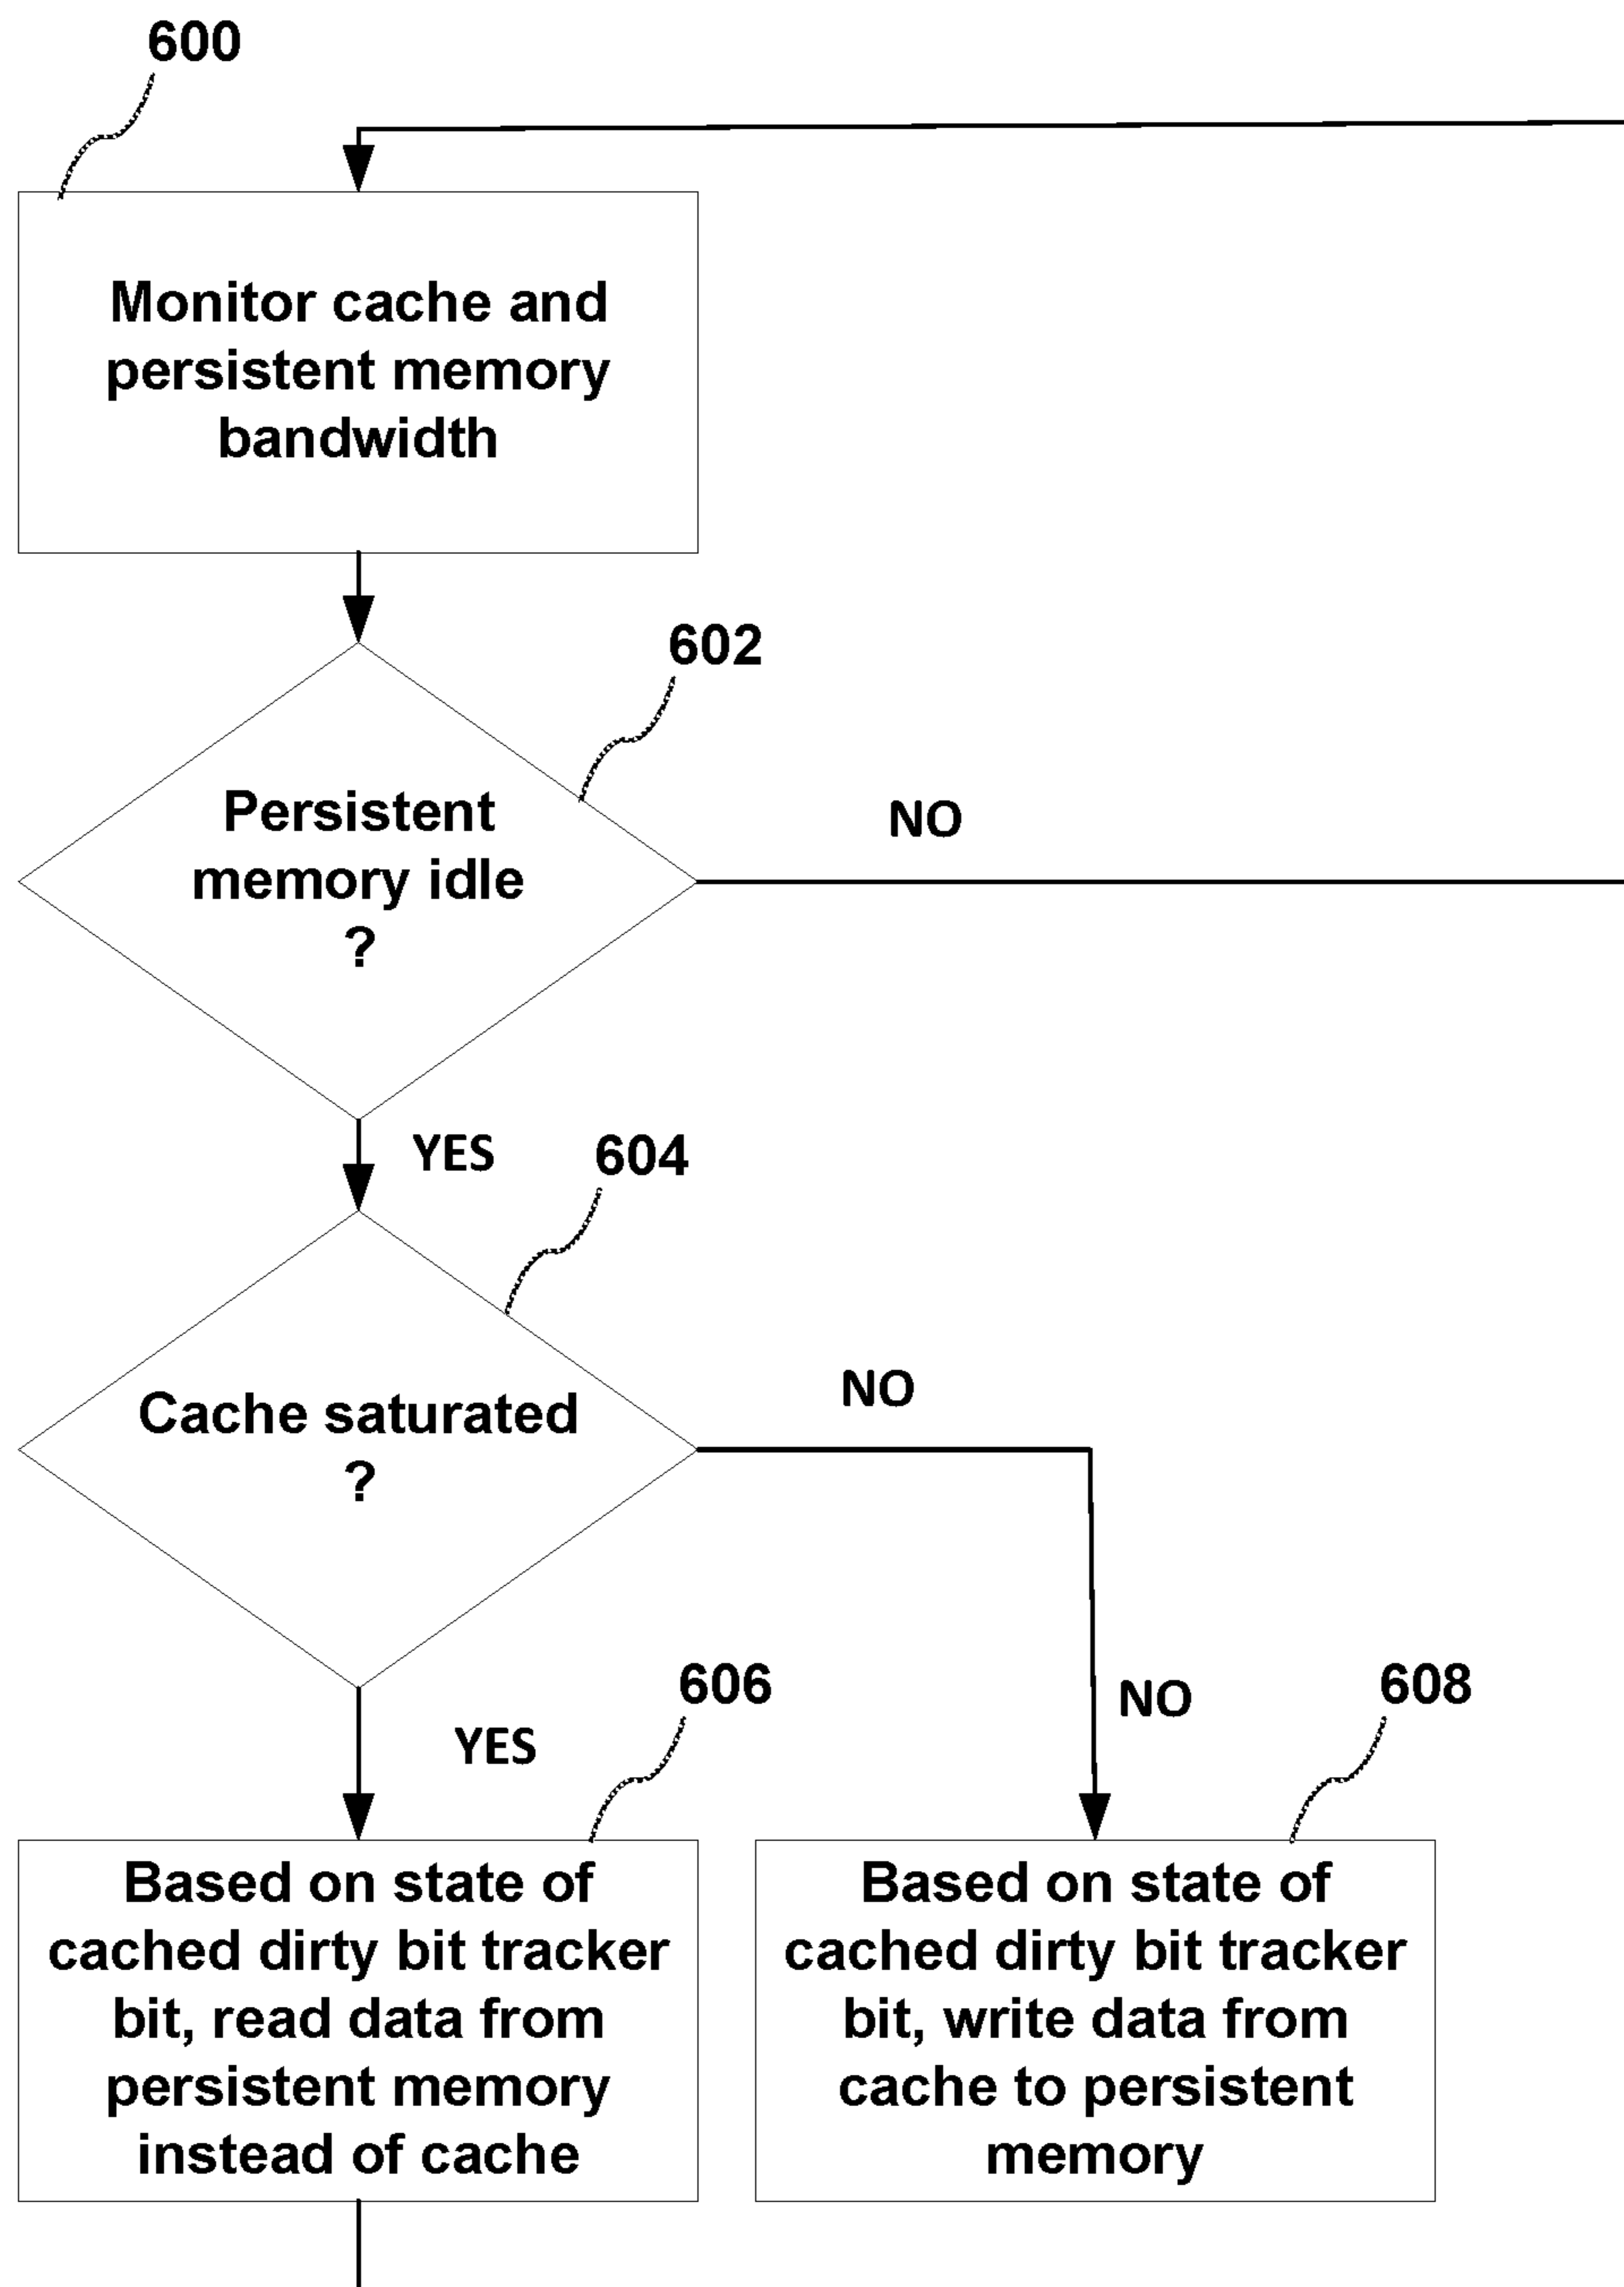 600
Monitor cache and
persistent memory
bandwidth
602
Persistent
memory idle
?
NO
YES
604
Cache saturated
?
NO
NO
YES
606
608
Based on state of
cached dirty bit tracker
bit, read data from
persistent memory
instead of cache
Based on state of
cached dirty bit tracker
bit, write data from
cache to persistent
memory